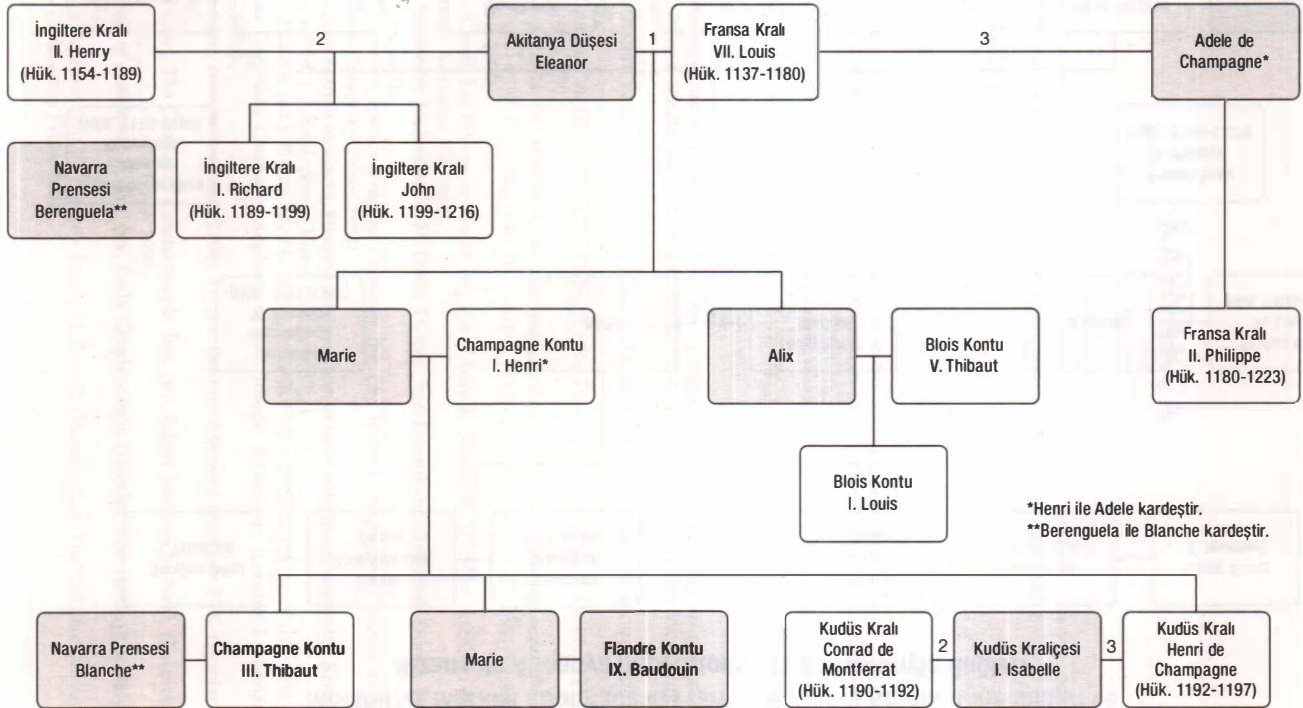 İngiltere Kralı
II. Henry
(Hük. 1154-1189)
2
Akitanya Düşesi
Eleanor
1
Fransa Kralı
VII. Louis
(Hük. 1137-1180)
3
Adele de
Champagne*
Navarra
Prensesi
Berenguela**
İngiltere Kralı
I. Richard
(Hük. 1189-1199)
İngiltere Kralı
John
(Hük. 1199-1216)
Marie
Champagne Kontu
I. Henri*
Alix
Blois Kontu
V. Thibaut
Fransa Kralı
II. Philippe
(Hük. 1180-1223)
Blois Kontu
I. Louis
*Henri ile Adele kardeştir.
**Berenguela ile Blanche kardeştir.
Navarra Prensesi
Blanche**
Champagne Kontu
III. Thibaut
Marie
Flandre Kontu
IX. Baudouin
Kudüs Kralı
Conrad de
Montferrat
(Hük. 1190-1192)
2
Kudüs Kraliçesi
I. Isabelle
3
Kudüs Kralı
Henri de
Champagne
(Hük. 1192-1197)